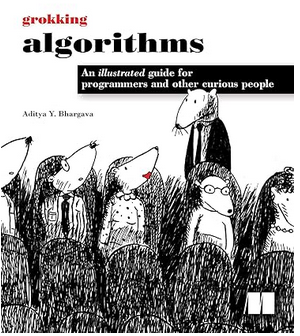 grokking
algorithms
An illustrated guide for
programmers and other curious people
Aditya Y. Bhargava